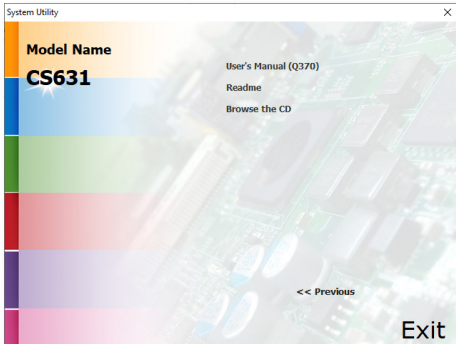 System Utility
Model Name
CS631
User's Manual (Q370)
Readme
Browse the CD
<< Previous
Exit